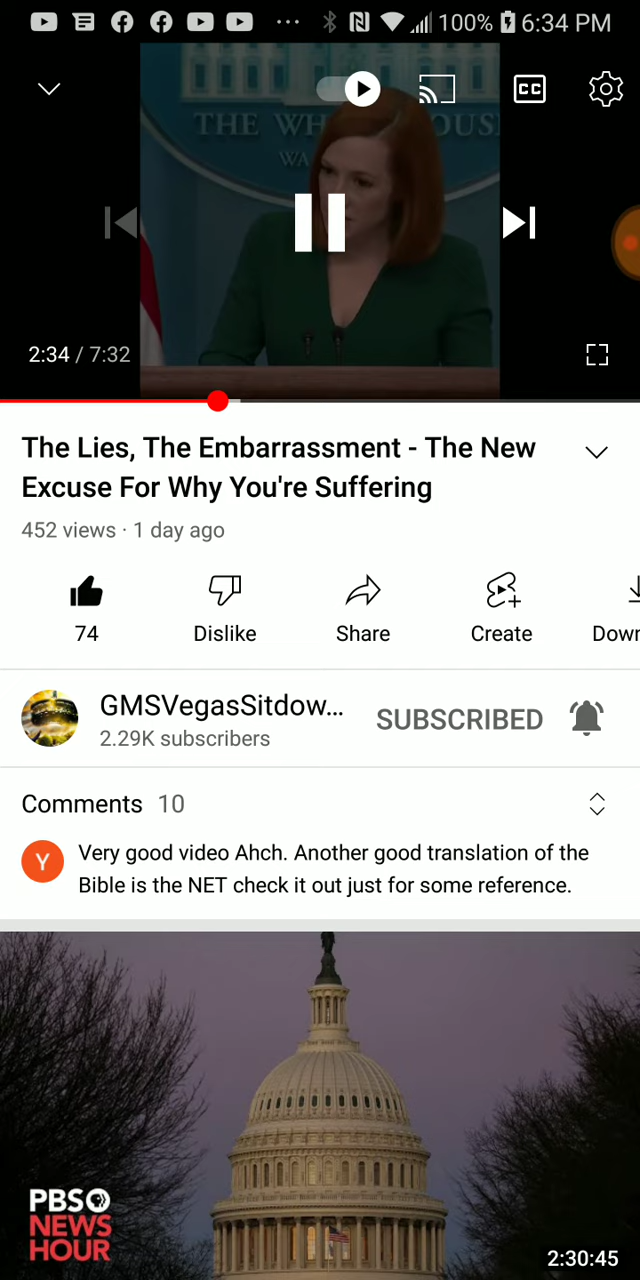 100% 6:34 PM
CC
THE WH OUS
WA
2:34 / 7:32
The Lies, The Embarrassment - The New
Excuse For Why You're Suffering
452 views · 1 day ago
74 Dislike Share Create Down
GMSVegasSitdow...
SUBSCRIBED
2.29K subscribers
Comments 10
Y
Very good video Ahch. Another good translation of the
Bible is the NET check it out just for some reference.
PBS
NEWS
HOUR
2:30:45